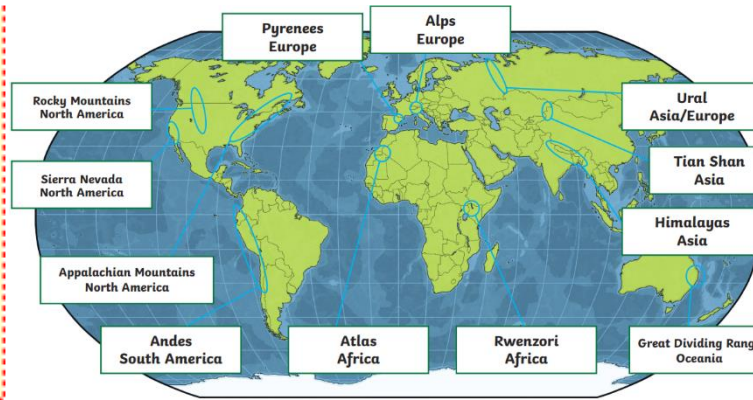 Pyrenees
Europe
Alps
Europe
Rocky Mountains
North America
Ural
Asia/Europe
Sierra Nevada
North America
Tian Shan
Asia
Himalayas
Asia
Appalachian Mountains
North America
Andes
South America
Atlas
Africa
Rwenzori
Africa
Great Dividing Rang
Oceania